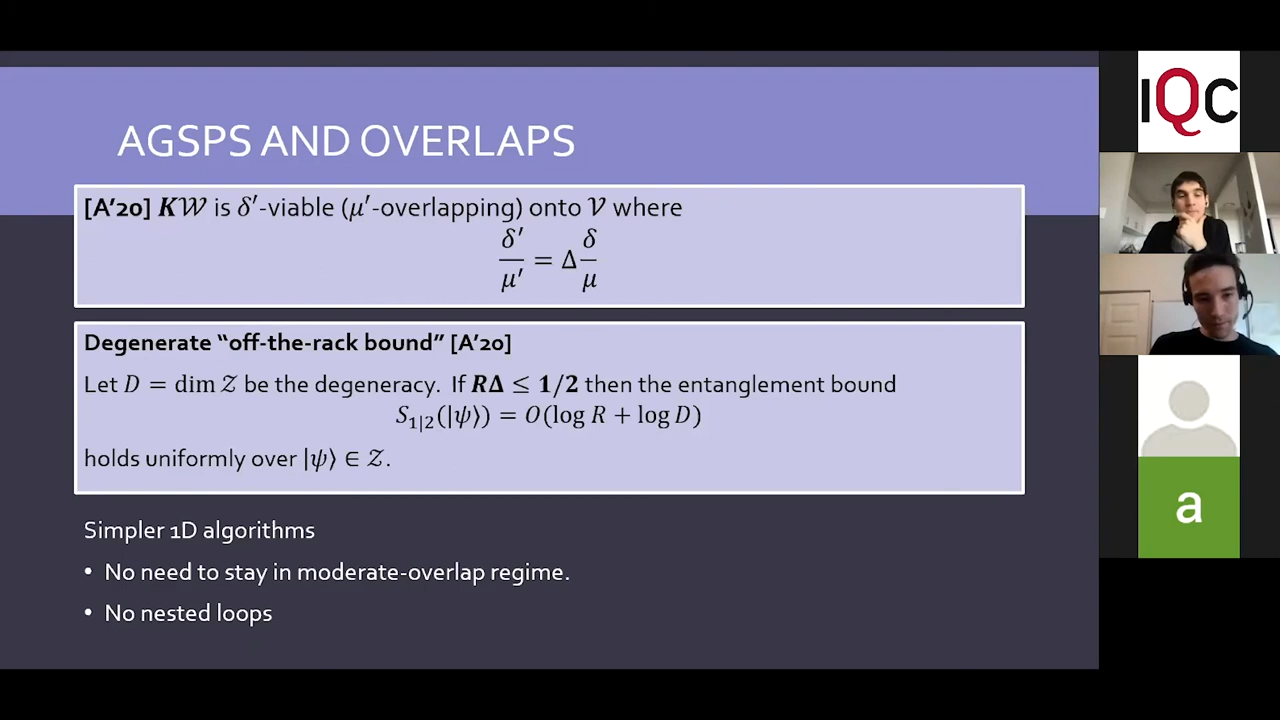 AGSPS AND OVERLAPS
[A'20] K𝒲 is δ′-viable (μ′-overlapping) onto 𝒱 where
δ′/μ′ = Δ δ/μ
Degenerate “off-the-rack bound” [A'20]
Let D = dim 𝒵 be the degeneracy. If RΔ ≤ 1/2 then the entanglement bound
S₁|₂(|ψ⟩) = O(log R + log D)
holds uniformly over |ψ⟩ ∈ 𝒵.
Simpler 1D algorithms
• No need to stay in moderate-overlap regime.
• No nested loops
IQC
a